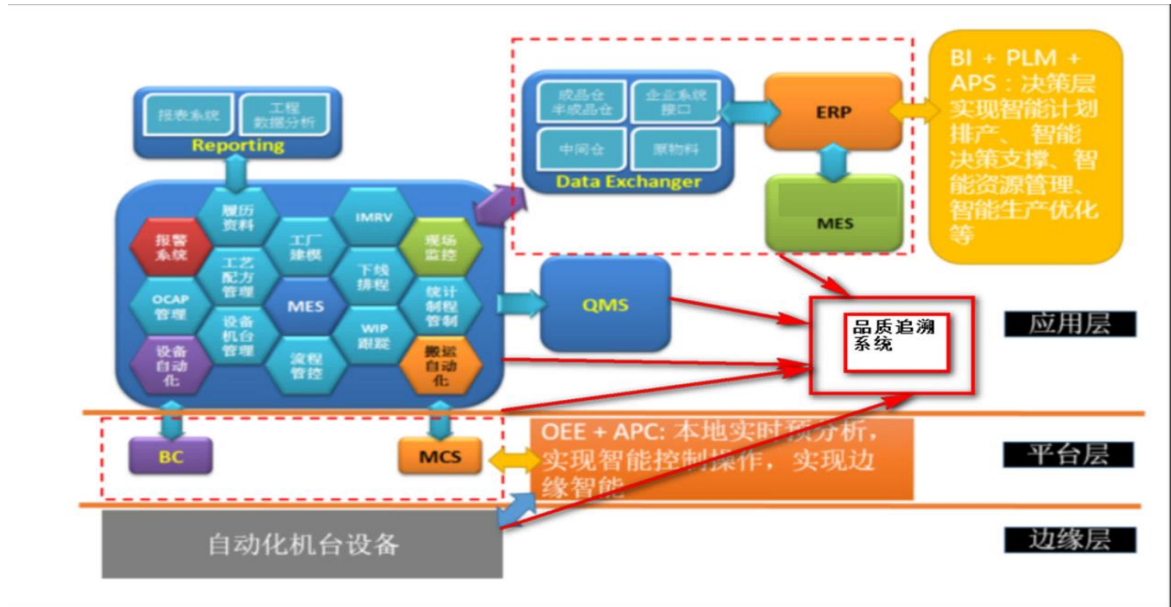 报表系统
工程
数据分析
Reporting
成品仓
半成品仓
企业系统
接口
中间仓
原物料
Data Exchanger
ERP
MES
BI + PLM +
APS：决策层
实现智能计划
排产、 智能
决策支撑、智
能资源管理、
智能生产优化
等
履历
资料
IMRV
报警
系统
工厂
建模
现场
监控
工艺
配方
管理
下线
排程
OCAP
管理
MES
统计
制程
管制
设备
机台
管理
WIP
跟踪
设备
自动
化
流程
管控
搬运
自动
化
QMS
品质追溯
系统
应用层
BC
MCS
OEE + APC: 本地实时预分析，
实现智能控制操作，实现边
缘智能
平台层
自动化机台设备
边缘层